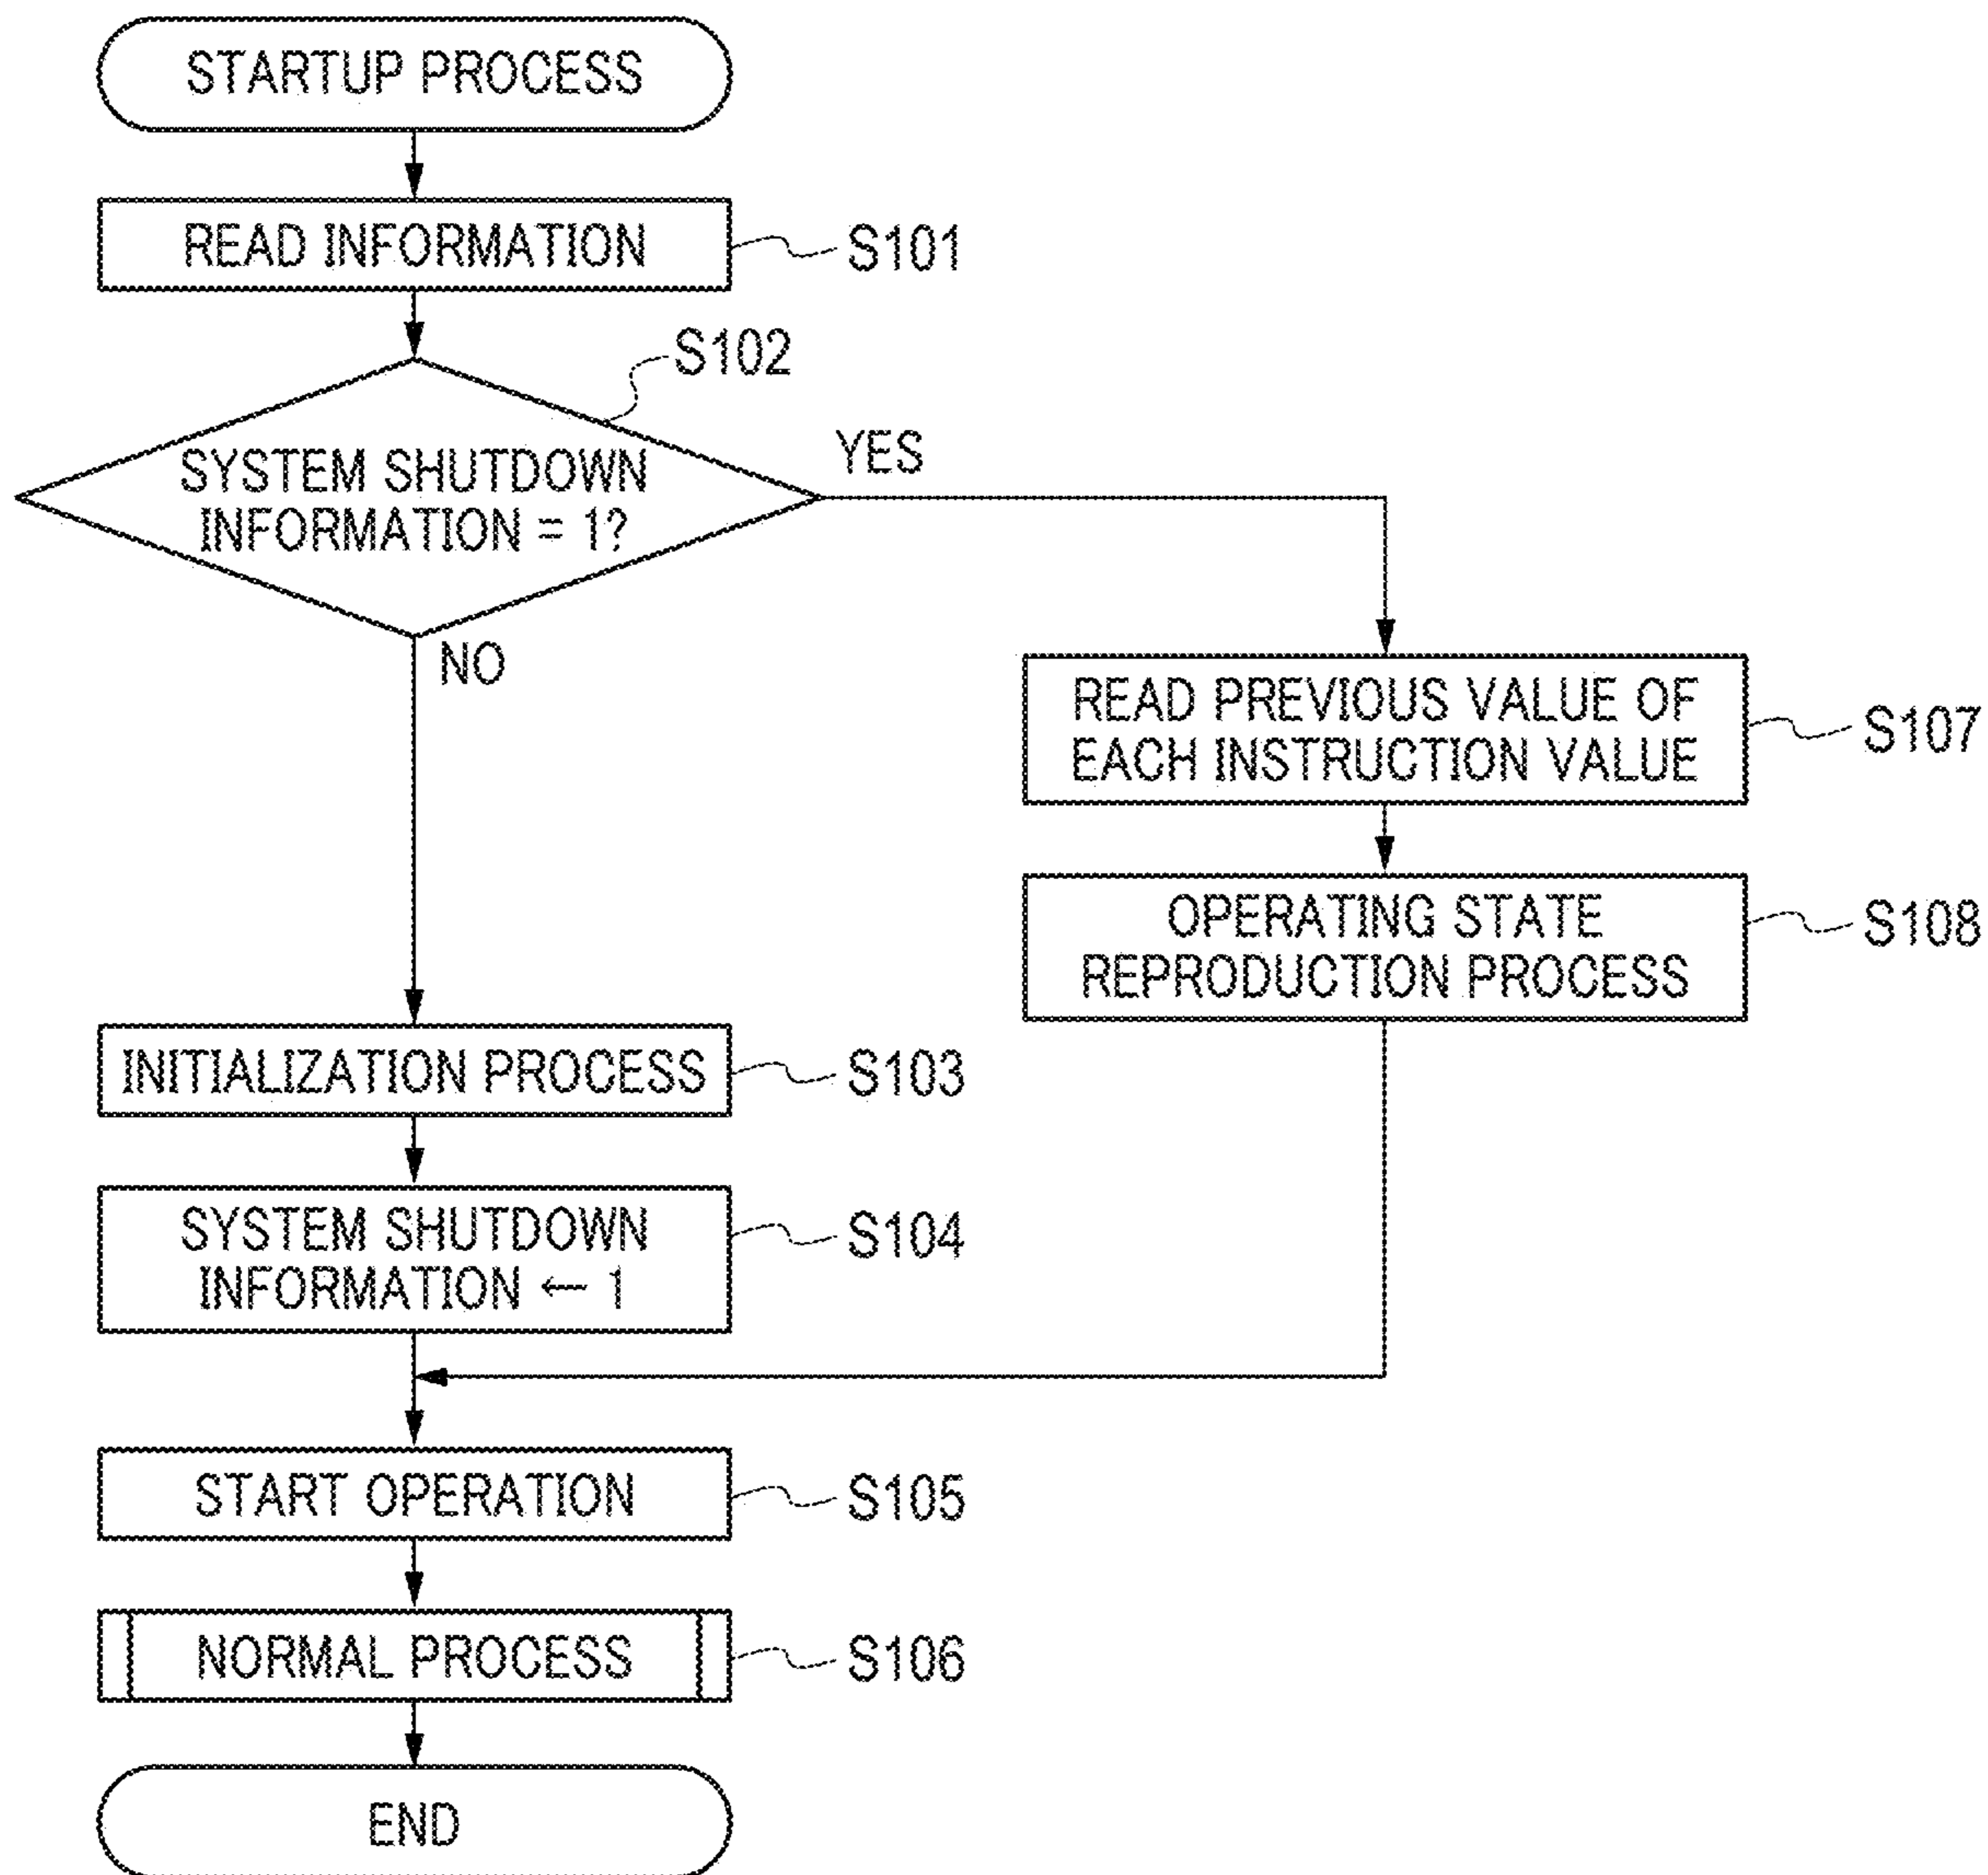 STARTUP PROCESS
READ INFORMATION
S101
S102
SYSTEM SHUTDOWN
INFORMATION = 1?
YES
NO
READ PREVIOUS VALUE OF
EACH INSTRUCTION VALUE
S107
OPERATING STATE
REPRODUCTION PROCESS
S108
INITIALIZATION PROCESS
S103
SYSTEM SHUTDOWN
INFORMATION ← 1
S104
START OPERATION
S105
NORMAL PROCESS
S106
END